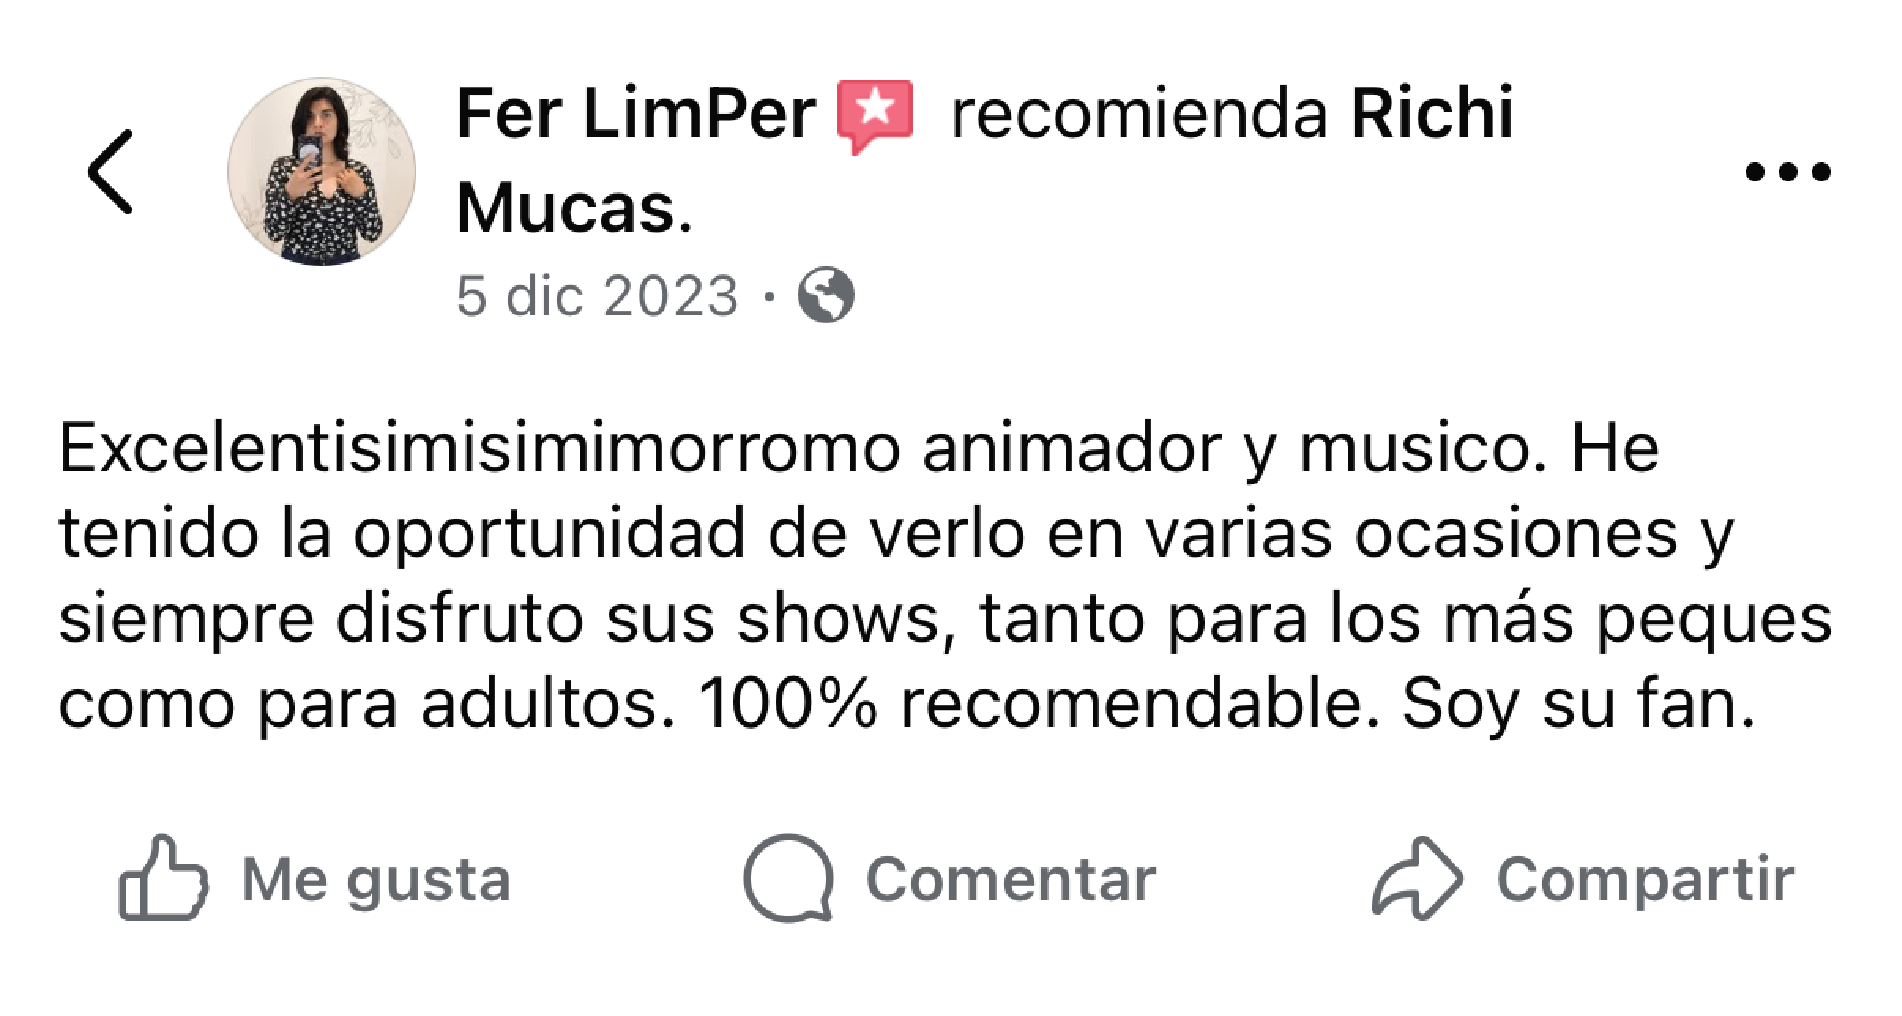 Fer LimPer recomienda Richi
Mucas.
5 dic 2023 ·
Excelentisimisimimorromo animador y musico. He
tenido la oportunidad de verlo en varias ocasiones y
siempre disfruto sus shows, tanto para los más peques
como para adultos. 100% recomendable. Soy su fan.
Me gusta Comentar Compartir